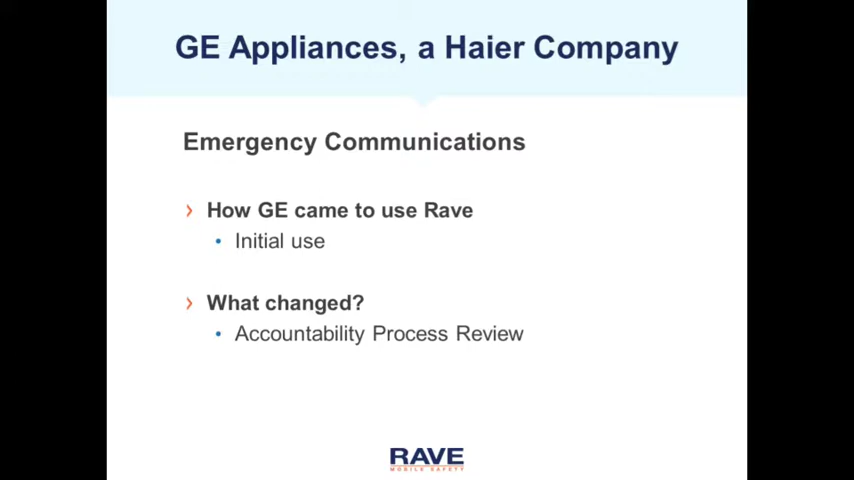 GE Appliances, a Haier Company
Emergency Communications
› How GE came to use Rave
• Initial use
› What changed?
• Accountability Process Review
RAVE
MOBILE SAFETY